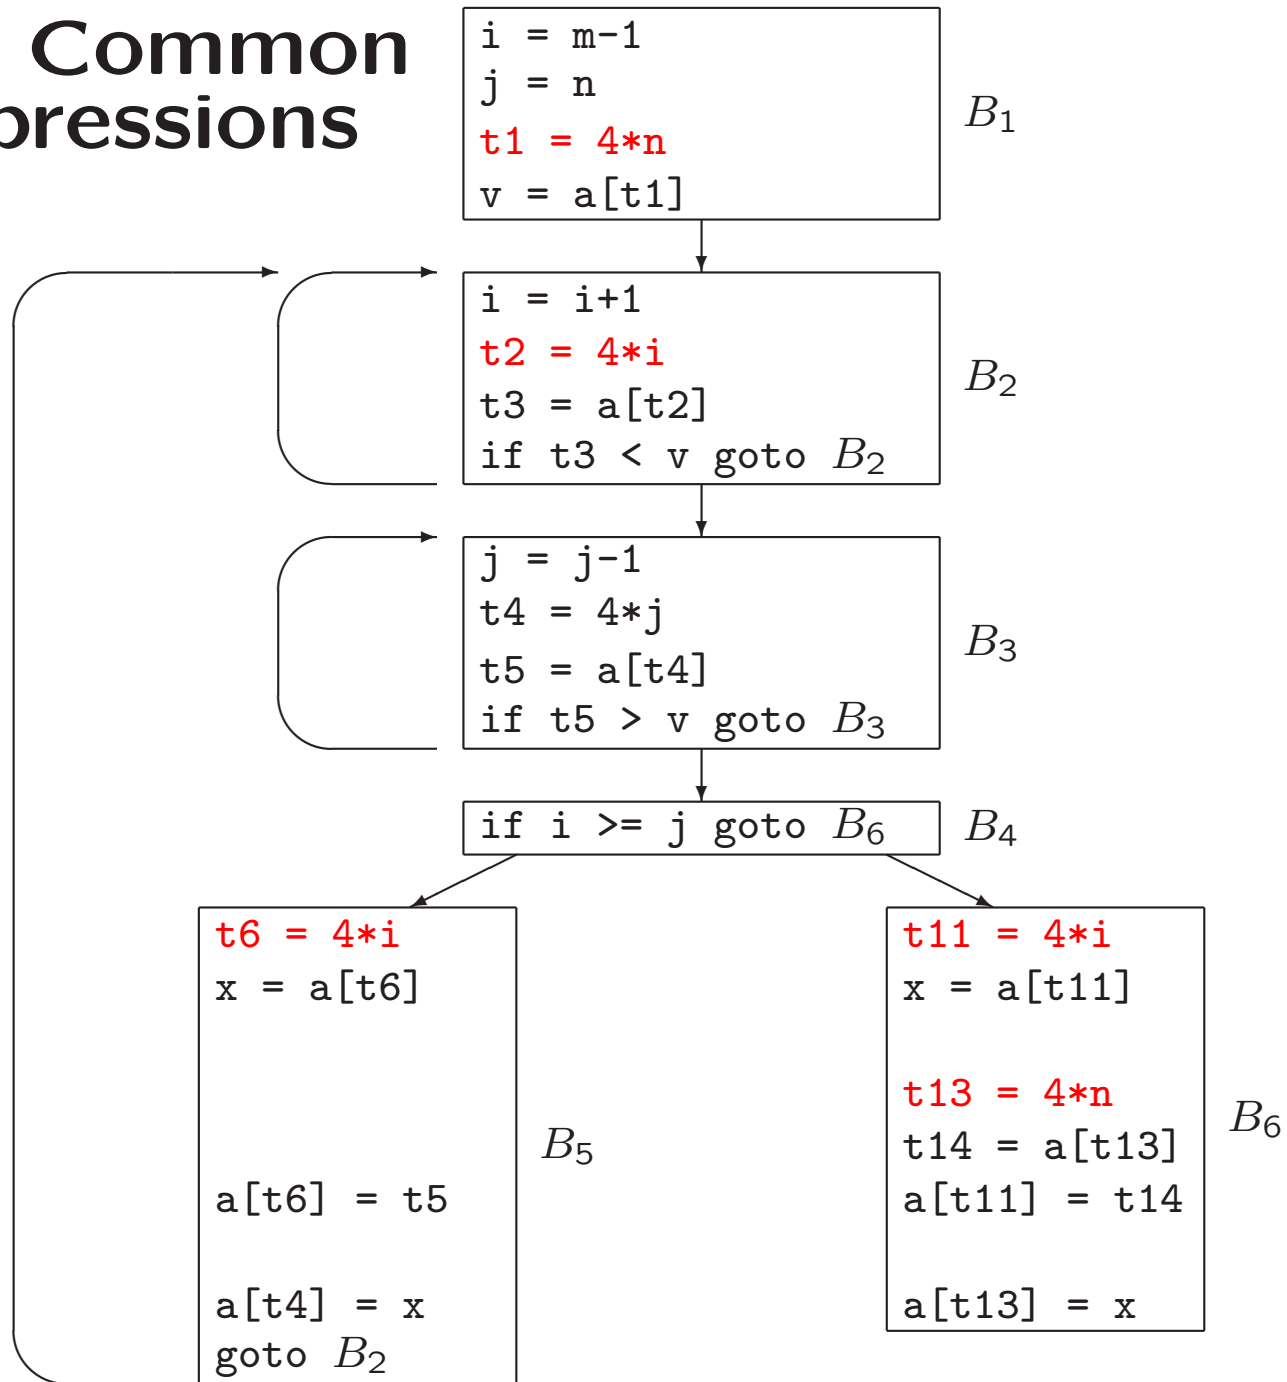 Common
pressions
i = m-1
j = n
t1 = 4*n
v = a[t1]
B1
i = i+1
t2 = 4*i
t3 = a[t2]
if t3 < v goto B2
B2
j = j-1
t4 = 4*j
t5 = a[t4]
if t5 > v goto B3
B3
if i >= j goto B6
B4
t6 = 4*i
x = a[t6]
a[t6] = t5
a[t4] = x
goto B2
B5
t11 = 4*i
x = a[t11]
t13 = 4*n
t14 = a[t13]
a[t11] = t14
a[t13] = x
B6